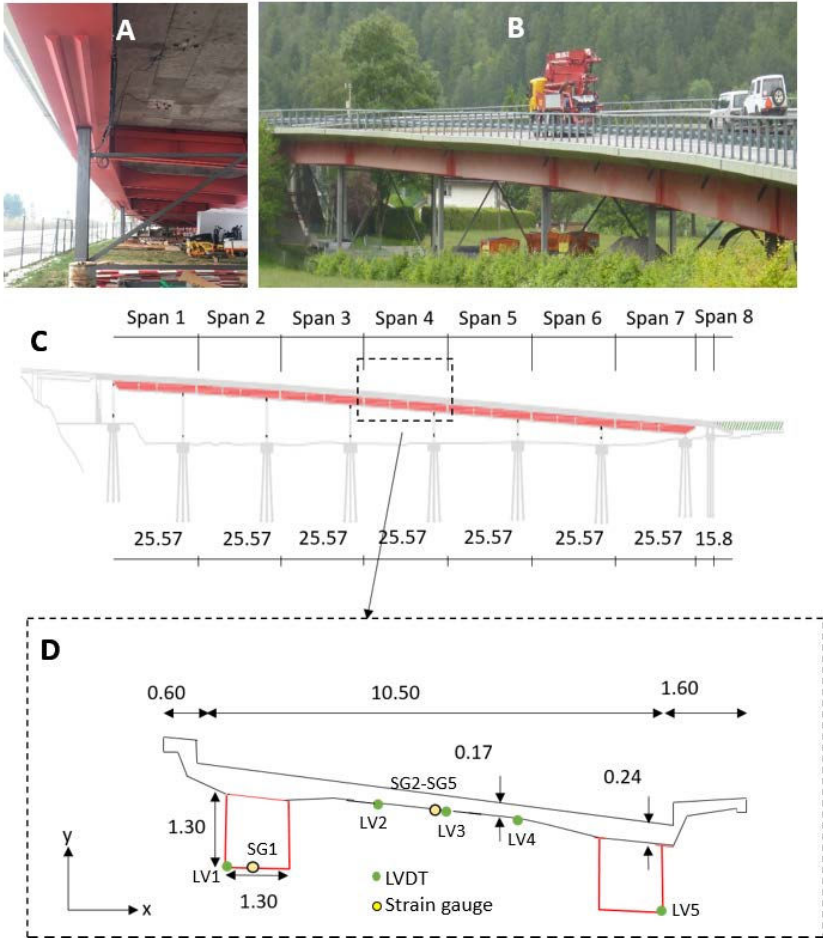 A
B
C
Span 1 Span 2 Span 3 Span 4 Span 5 Span 6 Span 7 Span 8
25.57 25.57 25.57 25.57 25.57 25.57 25.57 15.8
D
0.60 10.50 1.60
0.17
0.24
SG2-SG5
LV2 LV3 LV4
1.30
SG1
LV1
1.30
y
x
LVDT
Strain gauge
LV5